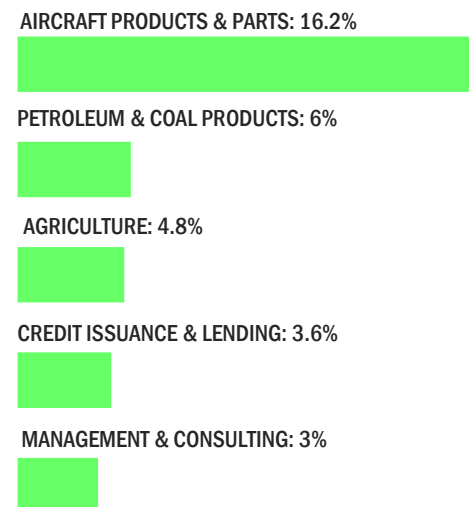 AIRCRAFT PRODUCTS & PARTS: 16.2%
PETROLEUM & COAL PRODUCTS: 6%
AGRICULTURE: 4.8%
CREDIT ISSUANCE & LENDING: 3.6%
MANAGEMENT & CONSULTING: 3%